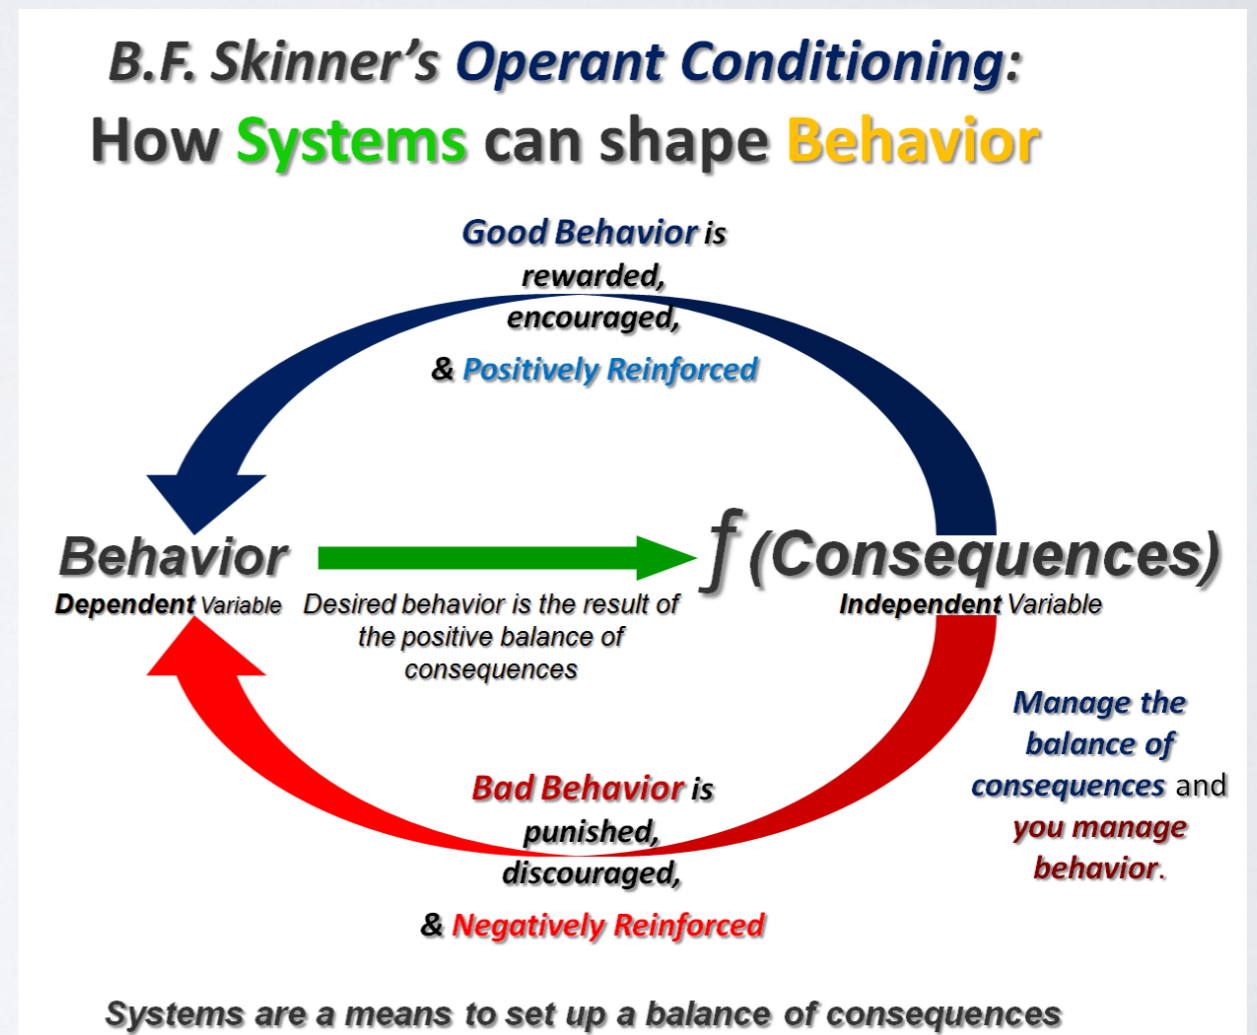 B.F. Skinner’s Operant Conditioning:
How Systems can shape Behavior
Good Behavior is
rewarded,
encouraged,
& Positively Reinforced
Behavior
Dependent Variable
Desired behavior is the result of
the positive balance of
consequences
ƒ (Consequences)
Independent Variable
Manage the
balance of
consequences and
you manage
behavior.
Bad Behavior is
punished,
discouraged,
& Negatively Reinforced
Systems are a means to set up a balance of consequences